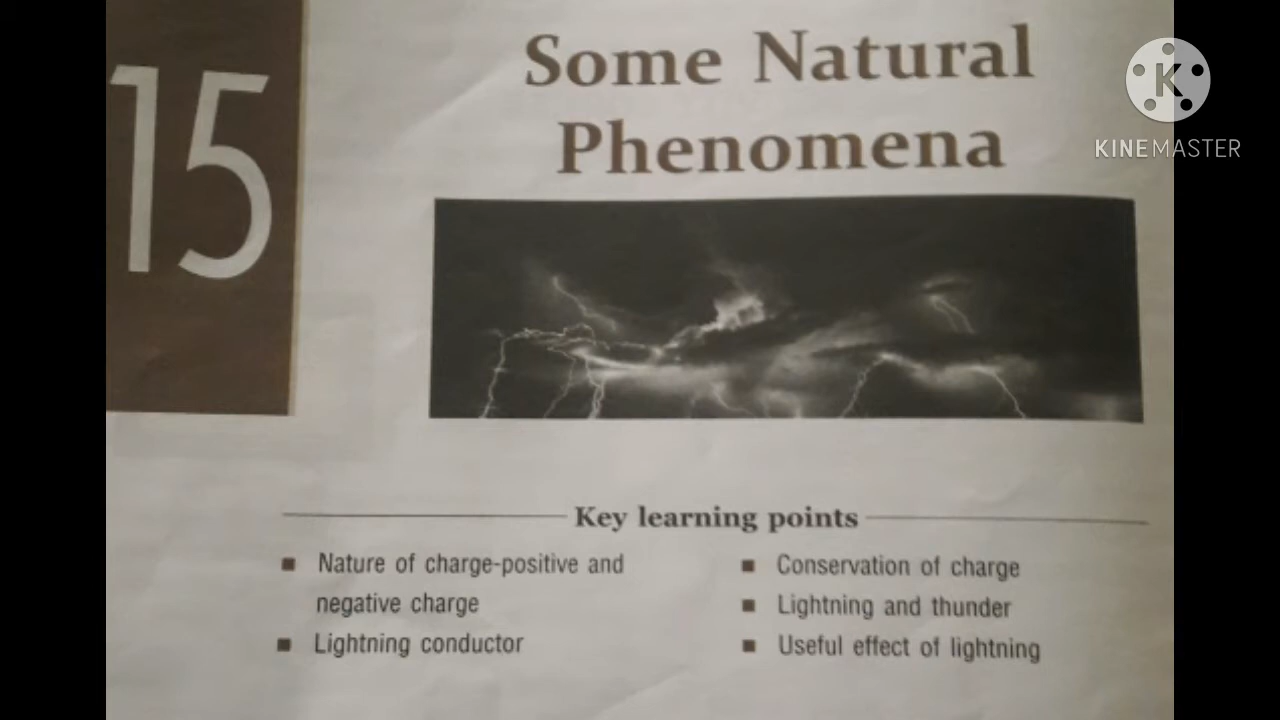 15
Some Natural
Phenomena
K
KINEMASTER
Key learning points
▪ Nature of charge-positive and
negative charge
▪ Lightning conductor
▪ Conservation of charge
▪ Lightning and thunder
▪ Useful effect of lightning